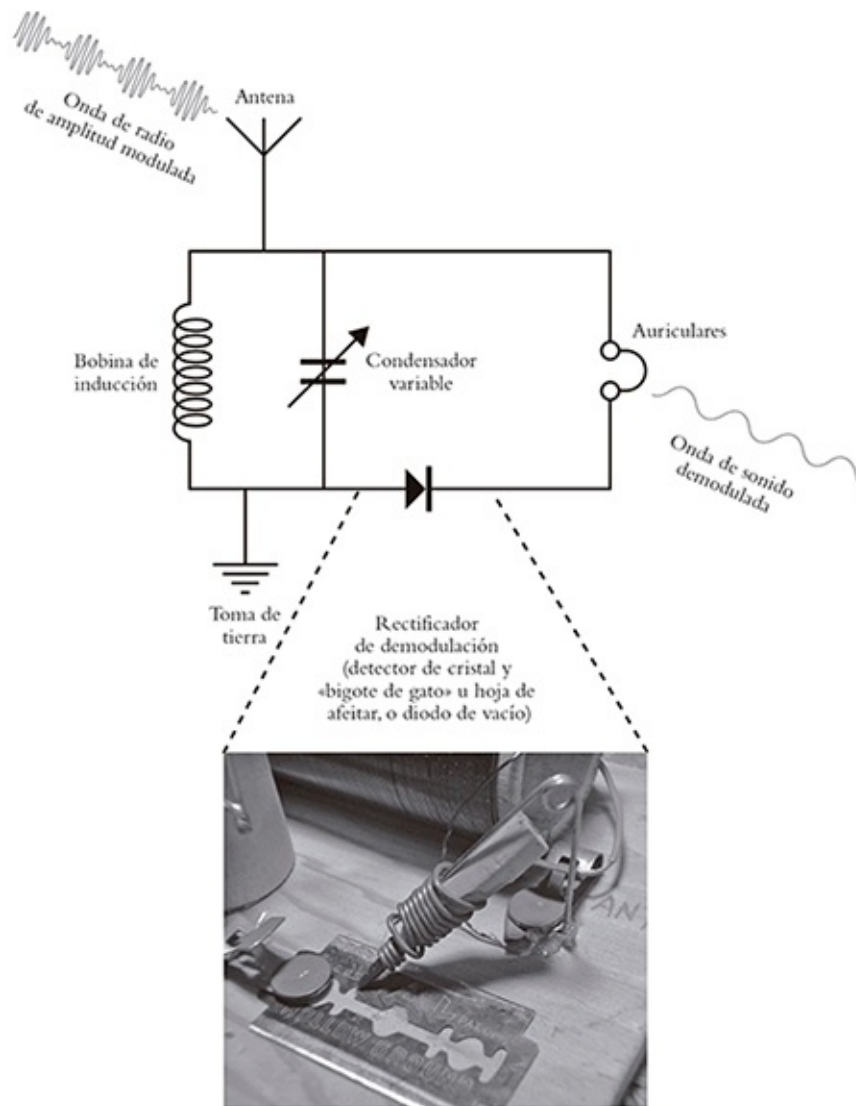 Onda de radio
de amplitud modulada
Antena
Bobina de
inducción
Condensador
variable
Auriculares
Onda de sonido
demodulada
Toma de
tierra
Rectificador
de demodulación
(detector de cristal y
«bigote de gato» u hoja de
afeitar, o diodo de vacío)
ANT